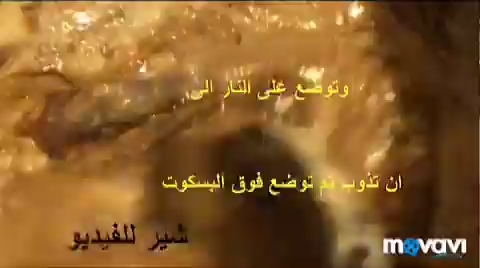 وتوضع على النار الى
ان تذوب ثم توضع فوق البسكوت
شير للفيديو
movavi